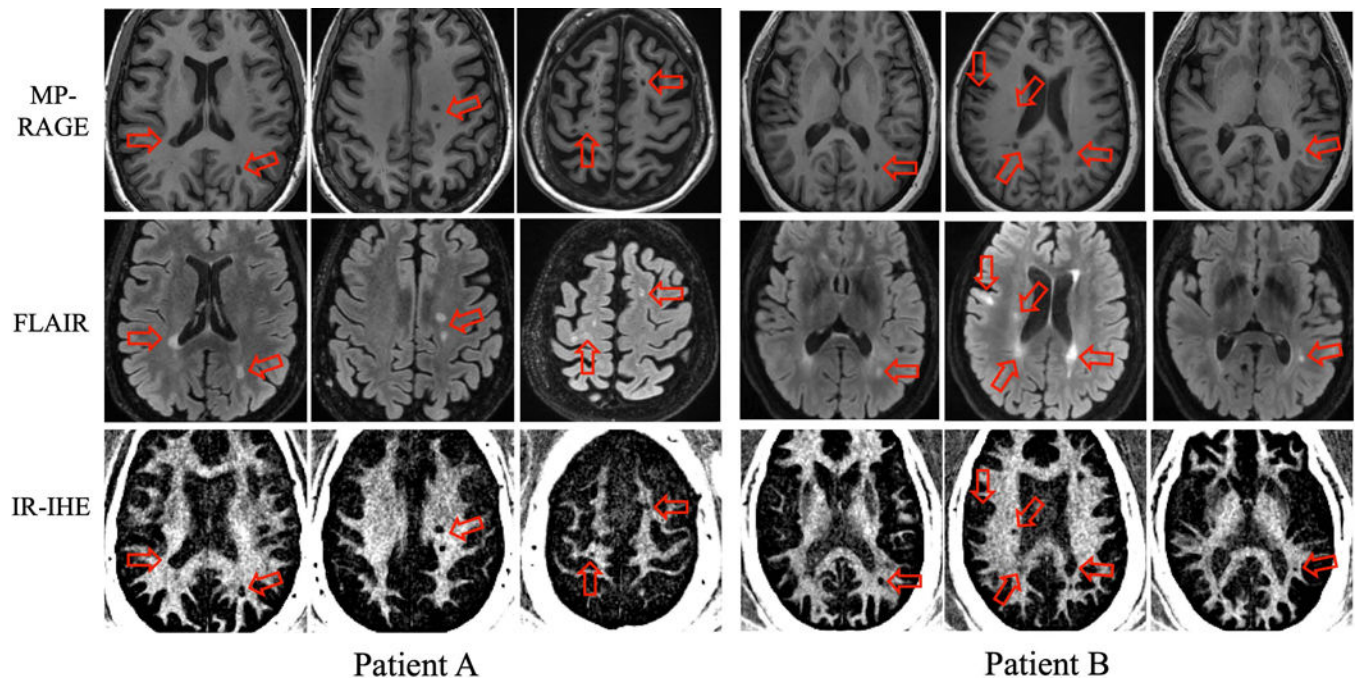 MP-
RAGE
FLAIR
IR-IHE
Patient A
Patient B